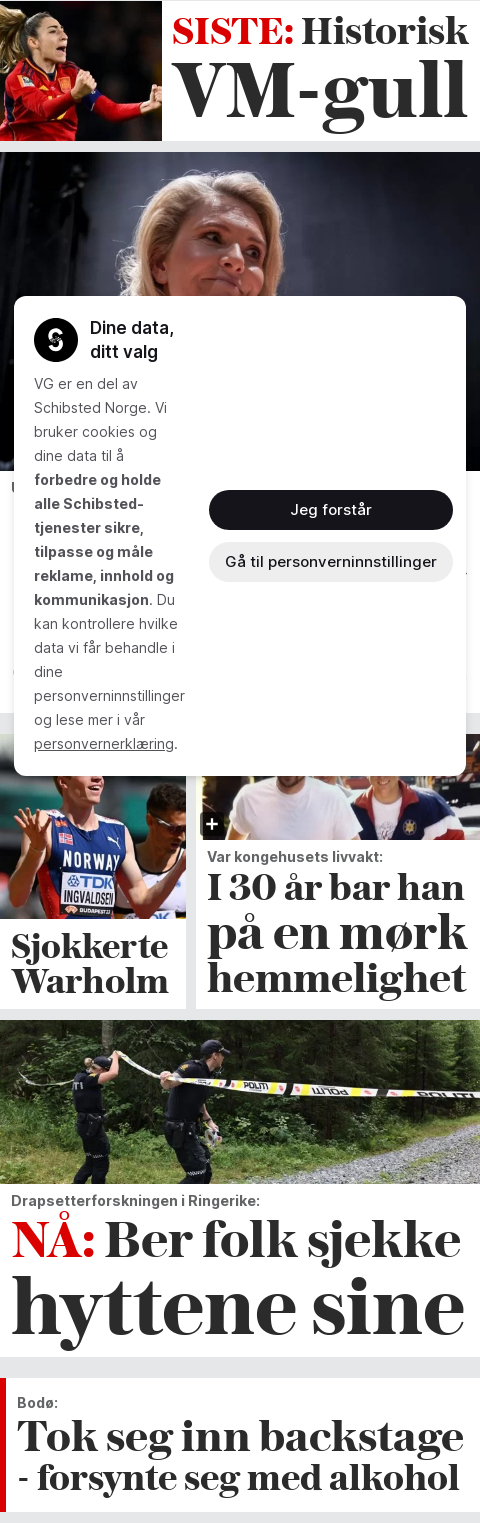 SISTE: Historisk
VM-gull
Dine data,
ditt valg
VG er en del av
Schibsted Norge. Vi
bruker cookies og
dine data til å
forbedre og holde
alle Schibsted-
tjenester sikre,
tilpasse og måle
reklame, innhold og
kommunikasjon. Du
kan kontrollere hvilke
data vi får behandle i
dine
personverninnstillinger
og lese mer i vår
personvernerklæring.
Jeg forstår
Gå til personverninnstillinger
NORWAY
TDK
INGVALDSEN
BUDAPEST23
Sjokkerte
Warholm
Var kongehusets livvakt:
I 30 år bar han
på en mørk
hemmelighet
POLITI
POLITI
POLITI
Drapsetterforskningen i Ringerike:
NÅ: Ber folk sjekke
hyttene sine
Bodø:
Tok seg inn backstage
- forsynte seg med alkohol